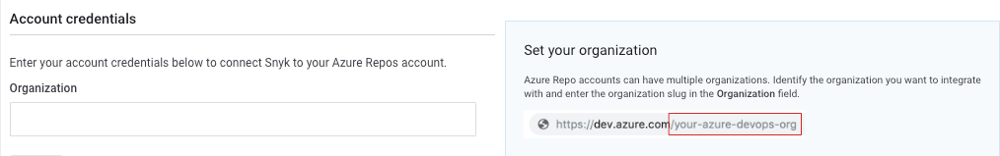 Account credentials
Enter your account credentials below to connect Snyk to your Azure Repos account.
Organization
Set your organization
Azure Repo accounts can have multiple organizations. Identify the organization you want to integrate
with and enter the organization slug in the Organization field.
https://dev.azure.com/your-azure-devops-org